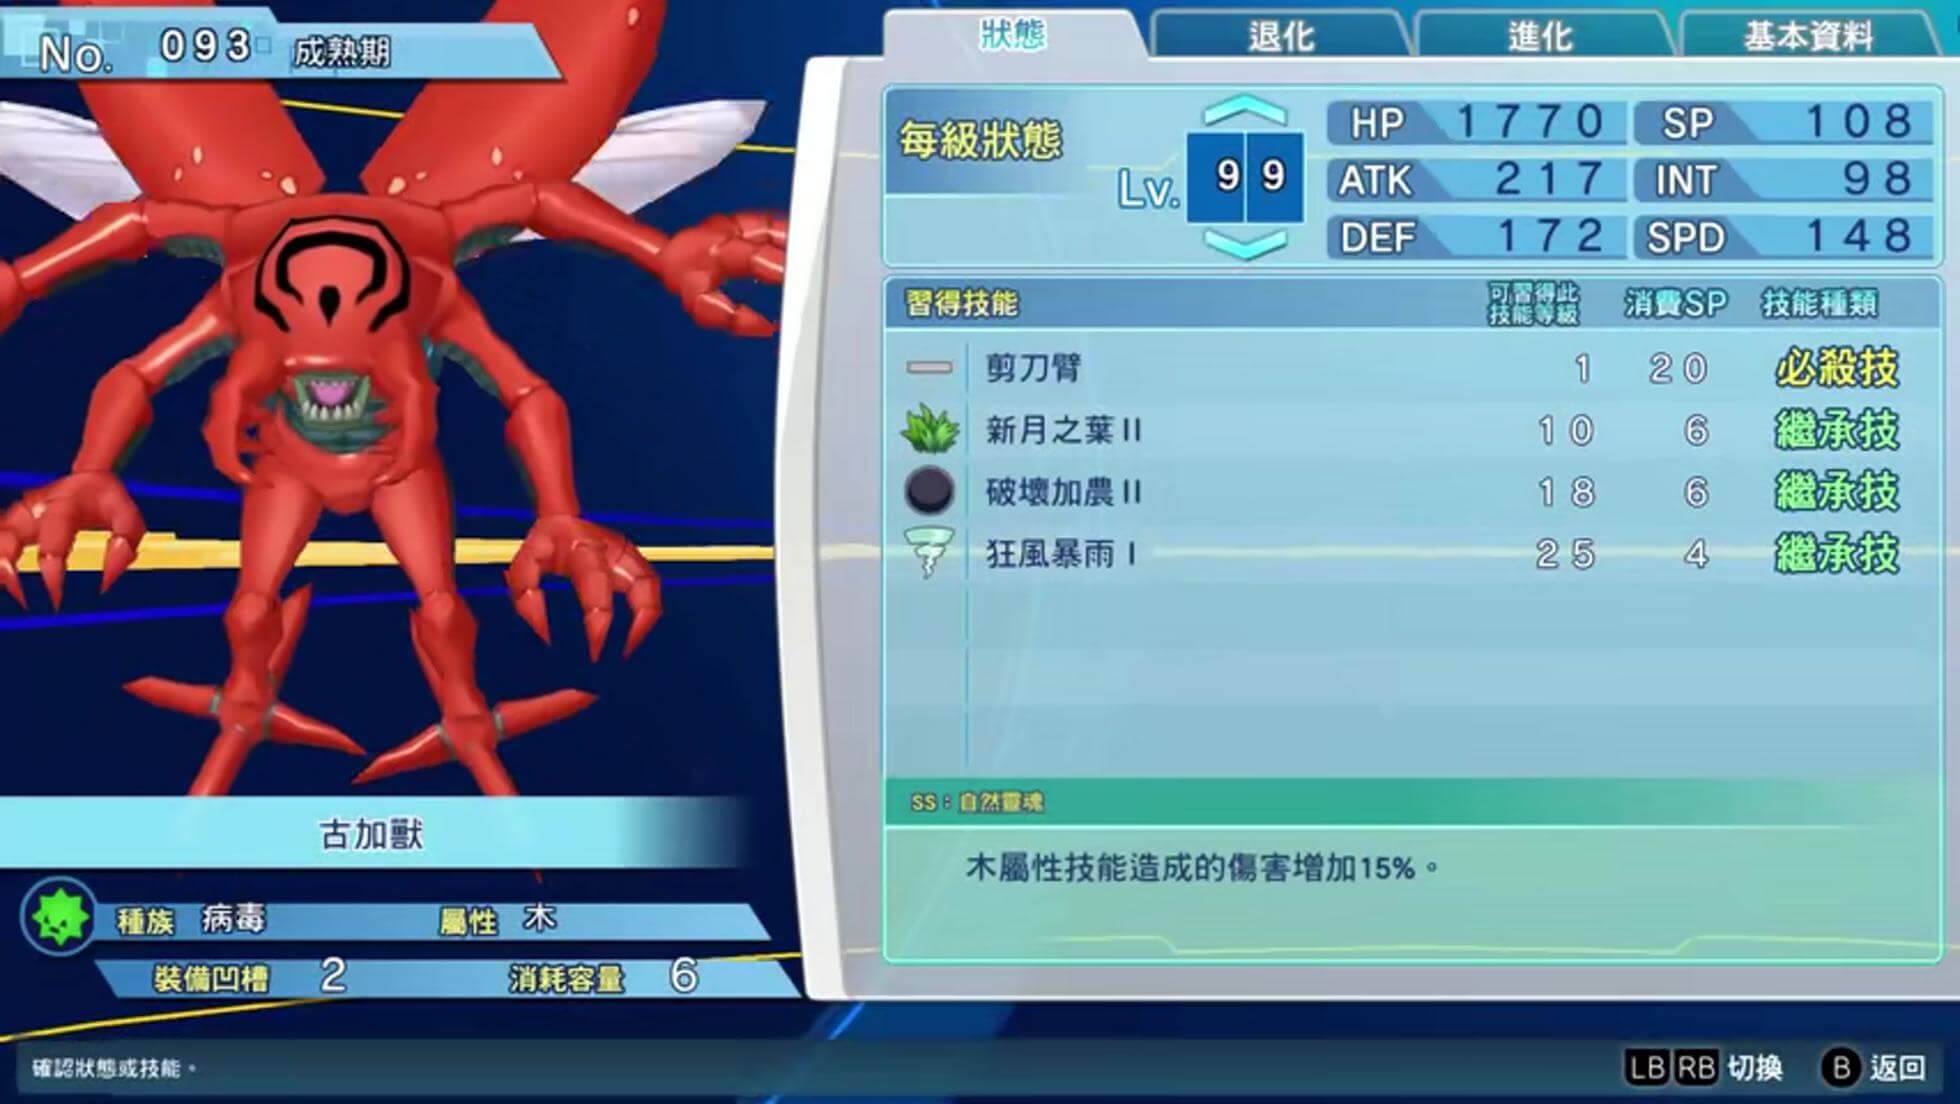 No. 093 成熟期
狀態 退化 進化 基本資料
每級狀態 Lv. 99
HP 1770 SP 108
ATK 217 INT 98
DEF 172 SPD 148
習得技能 可習得此技能等級 消費SP 技能種類
剪刀臂 1 20 必殺技
新月之葉II 10 6 繼承技
破壞加農II 18 6 繼承技
狂風暴雨I 25 4 繼承技
SS：自然靈魂
木屬性技能造成的傷害增加15%。
古加獸
種族 病毒 屬性 木
裝備凹槽 2 消耗容量 6
確認狀態或技能。
LB RB 切換 B 返回